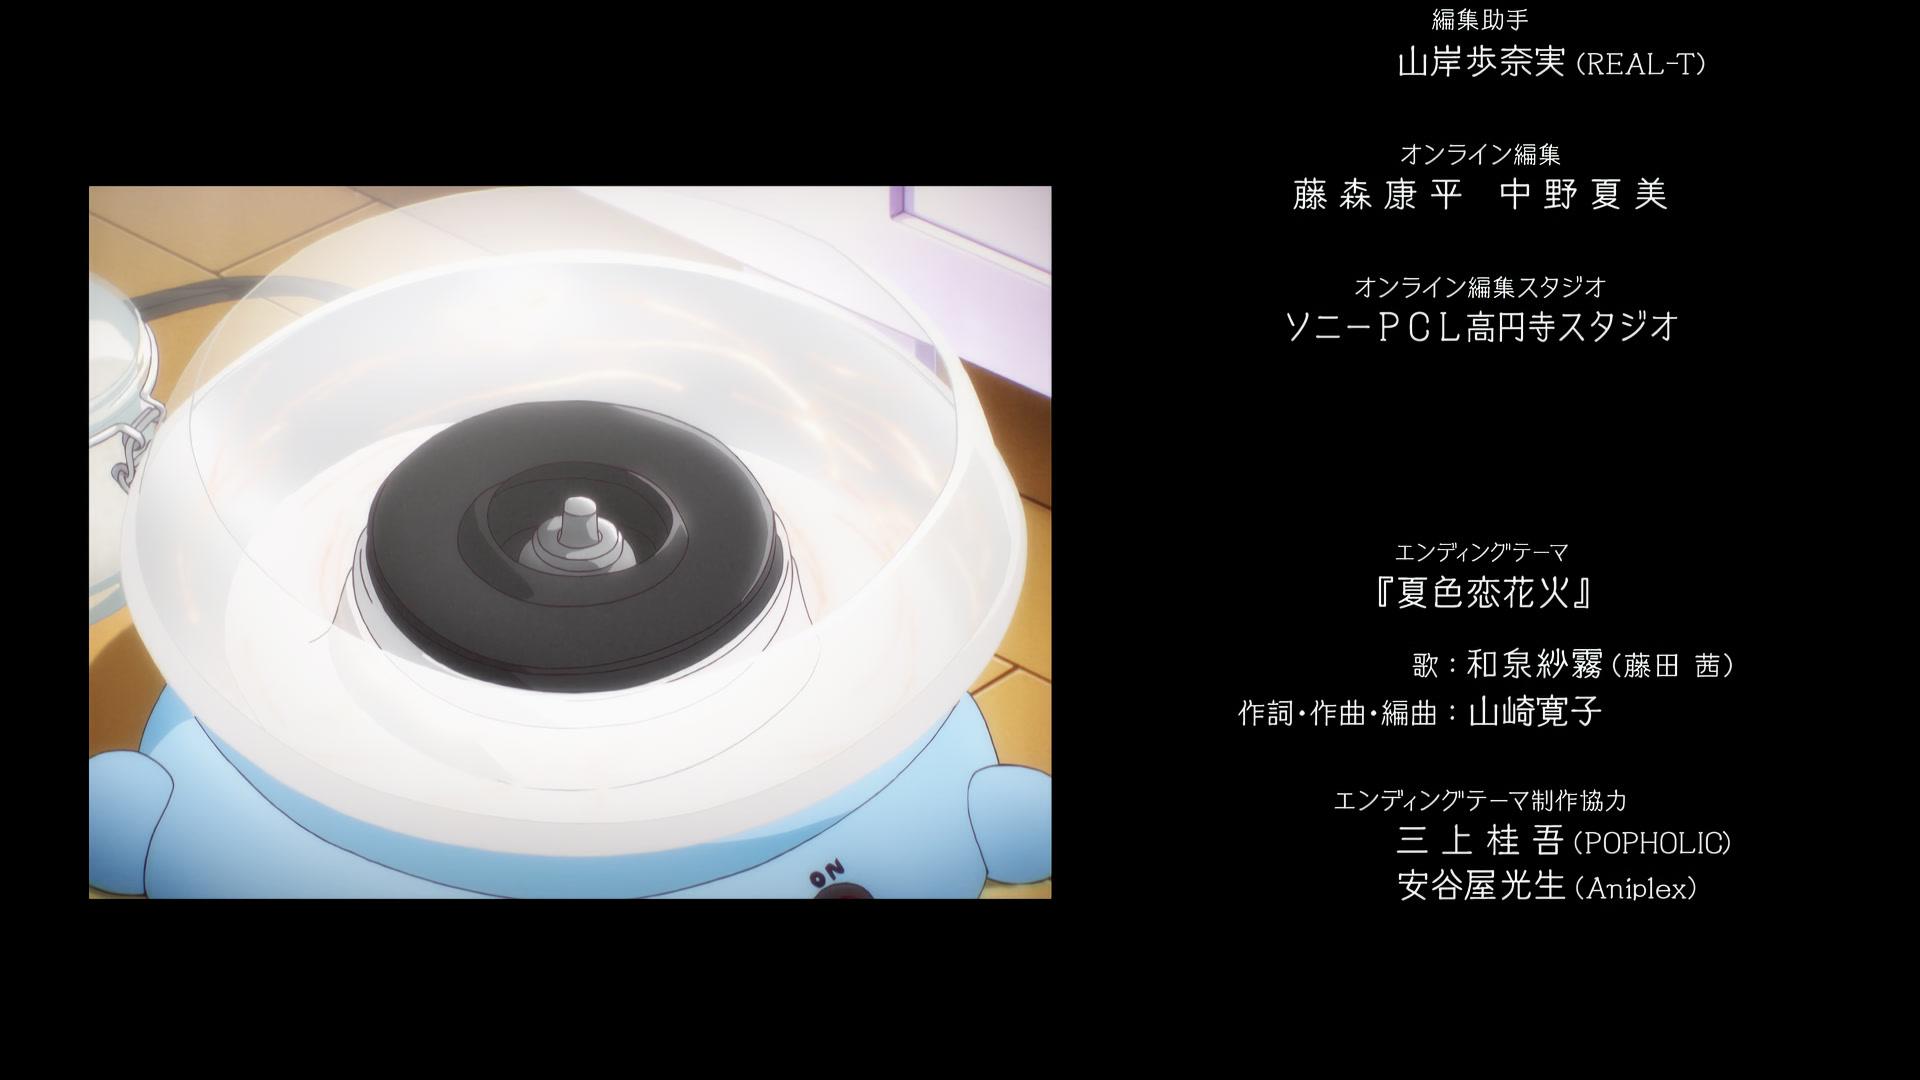 編集助手
山岸歩奈実(REAL-T)
オンライン編集
藤森康平 中野夏美
オンライン編集スタジオ
ソニーPCL高円寺スタジオ
エンディングテーマ
『夏色恋花火』
歌：和泉紗霧(藤田 茜)
作詞・作曲・編曲：山崎寛子
エンディングテーマ制作協力
三上桂吾(POPHOLIC)
安谷屋光生(Aniplex)
ON